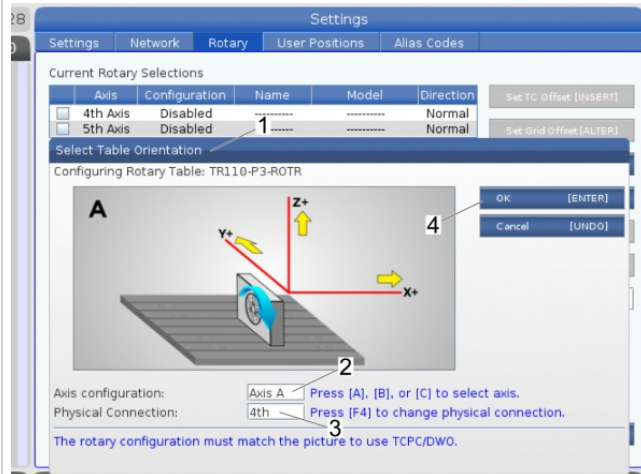 28
Settings
Settings Network Rotary User Positions Alias Codes
Current Rotary Selections
Axis Configuration Name Model Direction
Set TC Offset [INSERT]
4th Axis Disabled ---------- ---------- Normal
5th Axis Disabled ---------- Normal
Set Grid Offset [ALTER]
1
Select Table Orientation
Configuring Rotary Table: TR110-P3-ROTR
A
Z+
Y+
X+
OK [ENTER]
4
Cancel [UNDO]
2
Axis configuration: Axis A Press [A], [B], or [C] to select axis.
Physical Connection: 4th Press [F4] to change physical connection.
3
The rotary configuration must match the picture to use TCPC/DWO.